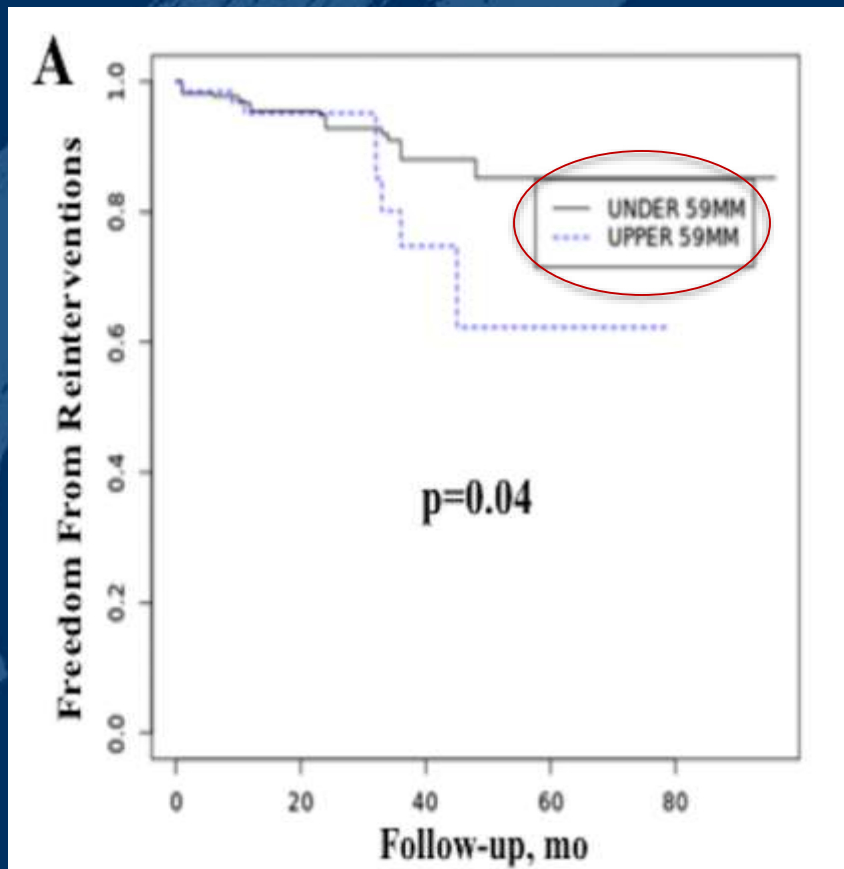 A
Freedom From Reinterventions
1.0
0.8
0.6
0.4
0.2
0.0
UNDER 59MM
UPPER 59MM
p=0.04
0 20 40 60 80
Follow-up, mo